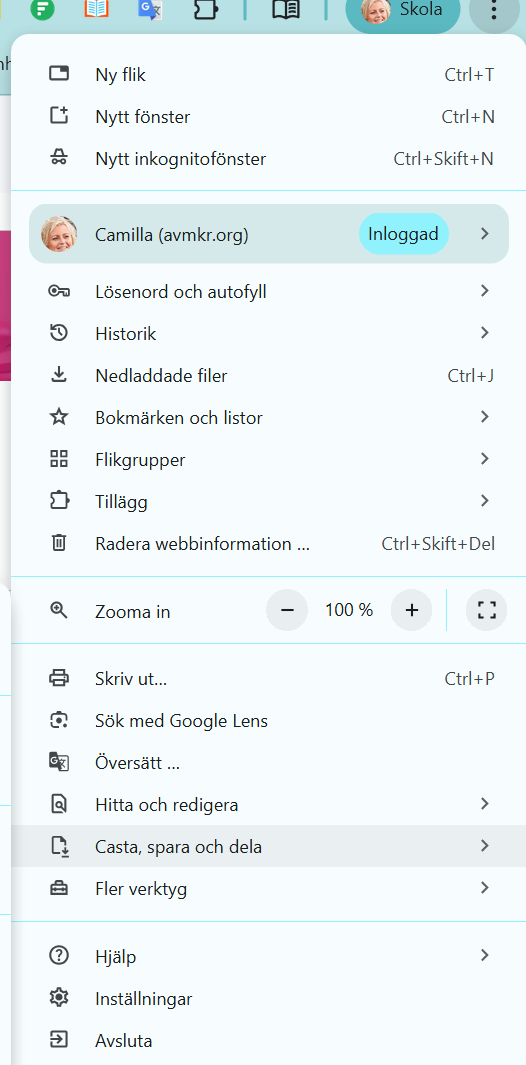 Skola
Ny flik Ctrl+T
Nytt fönster Ctrl+N
Nytt inkognitofönster Ctrl+Skift+N
Camilla (avmkr.org) Inloggad
Lösenord och autofyll
Historik
Nedladdade filer Ctrl+J
Bokmärken och listor
Flikgrupper
Tillägg
Radera webbinformation ... Ctrl+Skift+Del
Zooma in 100 %
Skriv ut... Ctrl+P
Sök med Google Lens
Översätt ...
Hitta och redigera
Casta, spara och dela
Fler verktyg
Hjälp
Inställningar
Avsluta